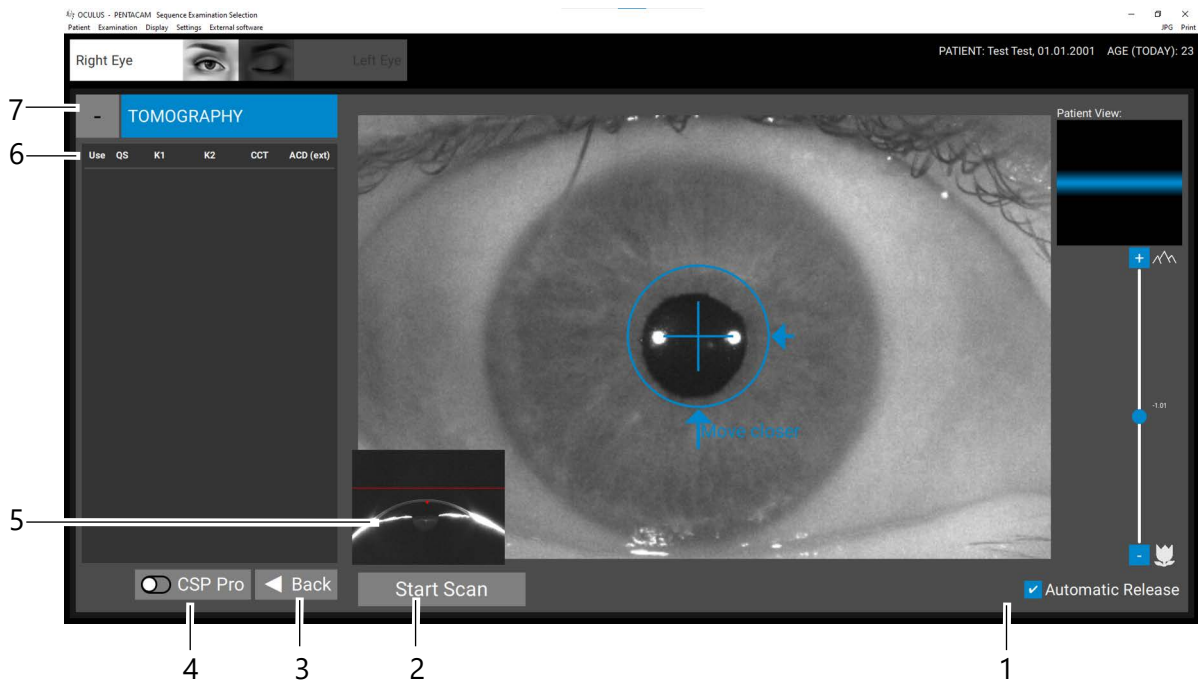 OCULUS - PENTACAM Sequence Examination Selection
Patient Examination Display Settings External software
JPG Print
Right Eye
Left Eye
PATIENT: Test Test, 01.01.2001 AGE (TODAY): 23
7
- TOMOGRAPHY
Patient View:
6
Use QS K1 K2 CCT ACD (ext)
+
-1.01
Move closer
5
-
CSP Pro
Back
Start Scan
Automatic Release
4
3
2
1